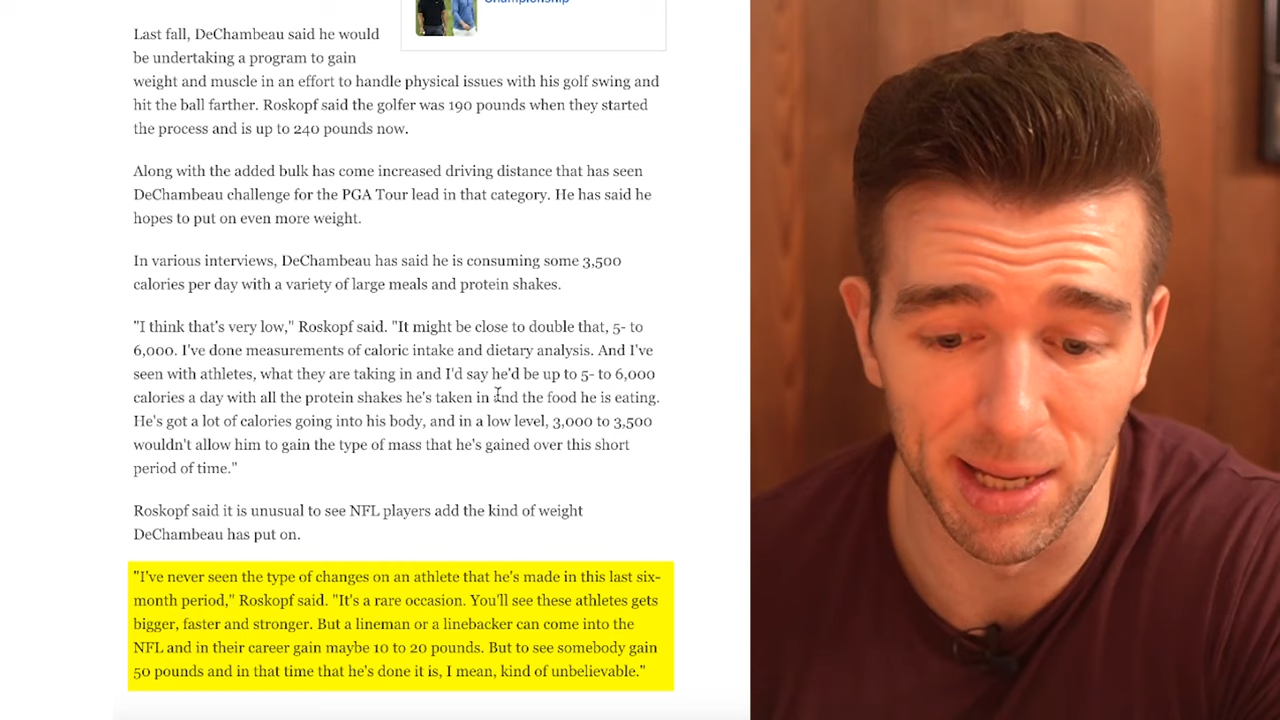 Championship
Last fall, DeChambeau said he would
be undertaking a program to gain
weight and muscle in an effort to handle physical issues with his golf swing and
hit the ball farther. Roskopf said the golfer was 190 pounds when they started
the process and is up to 240 pounds now.
Along with the added bulk has come increased driving distance that has seen
DeChambeau challenge for the PGA Tour lead in that category. He has said he
hopes to put on even more weight.
In various interviews, DeChambeau has said he is consuming some 3,500
calories per day with a variety of large meals and protein shakes.
"I think that's very low," Roskopf said. "It might be close to double that, 5- to
6,000. I've done measurements of caloric intake and dietary analysis. And I've
seen with athletes, what they are taking in and I'd say he'd be up to 5- to 6,000
calories a day with all the protein shakes he's taken in and the food he is eating.
He's got a lot of calories going into his body, and in a low level, 3,000 to 3,500
wouldn't allow him to gain the type of mass that he's gained over this short
period of time."
Roskopf said it is unusual to see NFL players add the kind of weight
DeChambeau has put on.
"I've never seen the type of changes on an athlete that he's made in this last six-
month period," Roskopf said. "It's a rare occasion. You'll see these athletes gets
bigger, faster and stronger. But a lineman or a linebacker can come into the
NFL and in their career gain maybe 10 to 20 pounds. But to see somebody gain
50 pounds and in that time that he's done it is, I mean, kind of unbelievable."